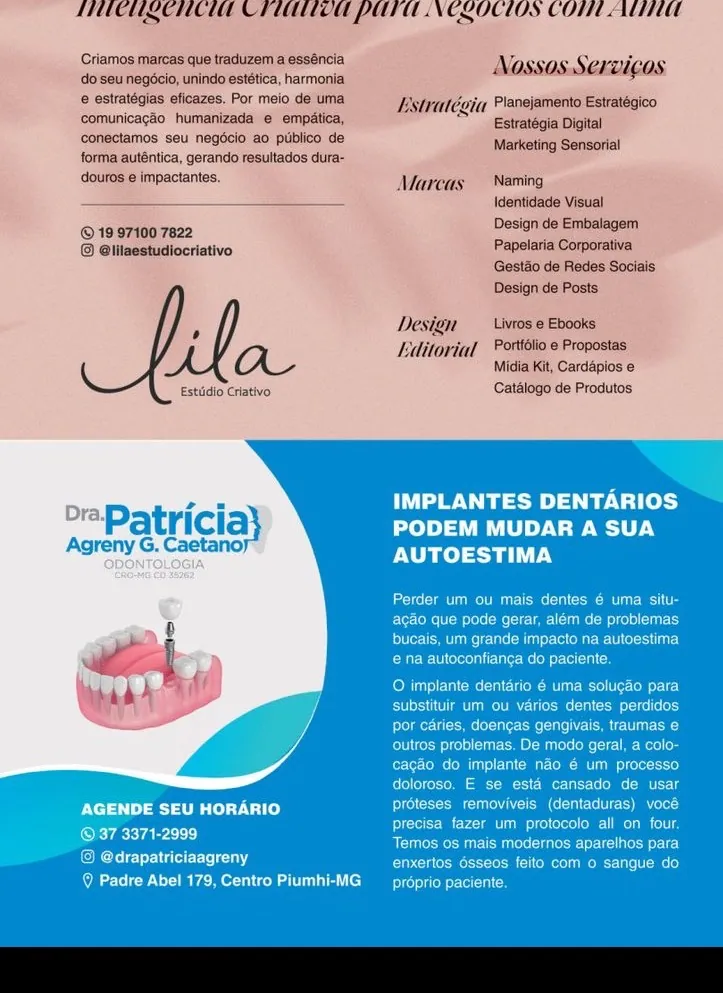 Inteligência Criativa para Negócios com Alma
Criamos marcas que traduzem a essência
do seu negócio, unindo estética, harmonia
e estratégias eficazes. Por meio de uma
comunicação humanizada e empática,
conectamos seu negócio ao público de
forma autêntica, gerando resultados dura-
douros e impactantes.
19 97100 7822
@lilaestudiocriativo
lila
Estúdio Criativo
Nossos Serviços
Estratégia
Planejamento Estratégico
Estratégia Digital
Marketing Sensorial
Marcas
Naming
Identidade Visual
Design de Embalagem
Papelaria Corporativa
Gestão de Redes Sociais
Design de Posts
Design
Editorial
Livros e Ebooks
Portfólio e Propostas
Mídia Kit, Cardápios e
Catálogo de Produtos
Dra. Patrícia
Agreny G. Caetano
ODONTOLOGIA
CRO-MG CD 35262
AGENDE SEU HORÁRIO
37 3371-2999
@drapatriciaagreny
Padre Abel 179, Centro Piumhi-MG
IMPLANTES DENTÁRIOS
PODEM MUDAR A SUA
AUTOESTIMA
Perder um ou mais dentes é uma situ-
ação que pode gerar, além de problemas
bucais, um grande impacto na autoestima
e na autoconfiança do paciente.
O implante dentário é uma solução para
substituir um ou vários dentes perdidos
por cáries, doenças gengivais, traumas e
outros problemas. De modo geral, a colo-
cação do implante não é um processo
doloroso. E se está cansado de usar
próteses removíveis (dentaduras) você
precisa fazer um protocolo all on four.
Temos os mais modernos aparelhos para
enxertos ósseos feito com o sangue do
próprio paciente.